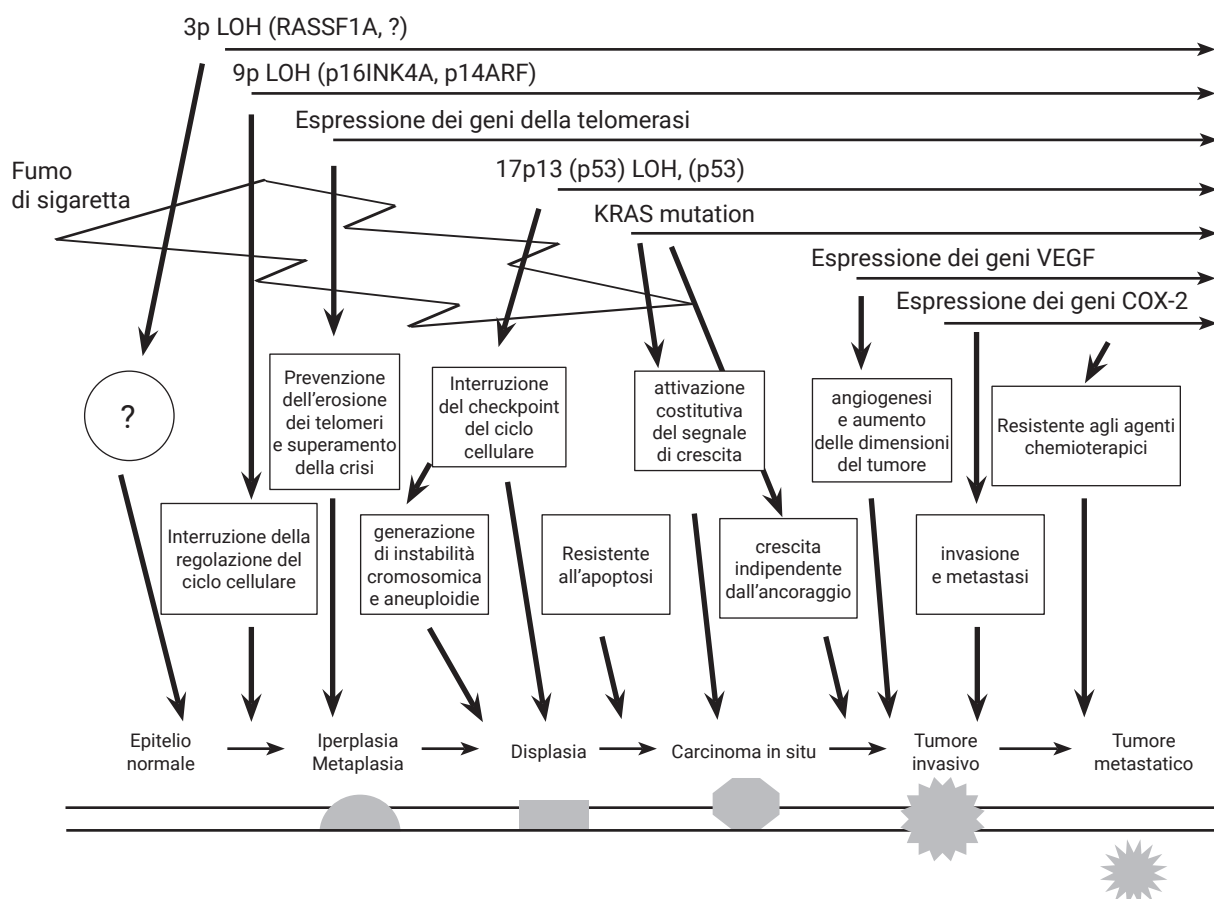 3p LOH (RASSF1A, ?)
9p LOH (p16INK4A, p14ARF)
Espressione dei geni della telomerasi
Fumo
di sigaretta
17p13 (p53) LOH, (p53)
KRAS mutation
Espressione dei geni VEGF
Espressione dei geni COX-2
?
Prevenzione
dell'erosione
dei telomeri
e superamento
della crisi
Interruzione
del checkpoint
del ciclo
cellulare
attivazione
costitutiva
del segnale
di crescita
angiogenesi
e aumento
delle dimensioni
del tumore
Resistente agli agenti
chemioterapici
Interruzione della
regolazione del
ciclo cellulare
generazione
di instabilità
cromosomica
e aneuploidie
Resistente
all'apoptosi
crescita
indipendente
dall'ancoraggio
invasione
e metastasi
Epitelio
normale
Iperplasia
Metaplasia
Displasia
Carcinoma in situ
Tumore
invasivo
Tumore
metastatico